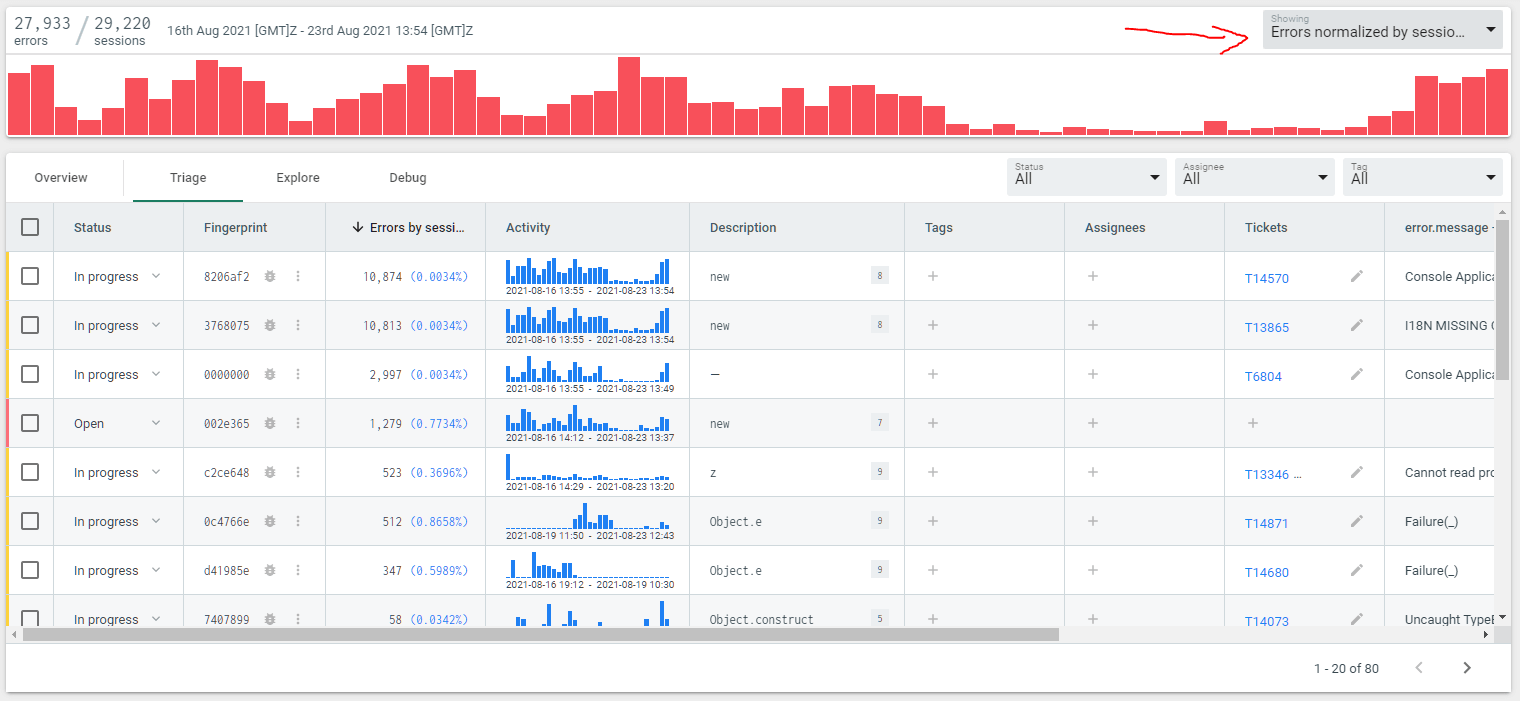 27,933 / 29,220 16th Aug 2021 [GMT]Z - 23rd Aug 2021 13:54 [GMT]Z
errors sessions
Showing
Errors normalized by sessio...
Overview Triage Explore Debug
Status
All
Assignee
All
Tag
All
Status Fingerprint Errors by sessi... Activity Description Tags Assignees Tickets error.message
In progress 8206af2 10,874 (0.0034%) new 8 + + T14570 Console Applica
2021-08-16 13:55 - 2021-08-23 13:54
In progress 3768075 10,813 (0.0034%) new 8 + + T13865 I18N MISSING
2021-08-16 13:55 - 2021-08-23 13:54
In progress 0000000 2,997 (0.0034%) — + + T6804 Console Applica
2021-08-16 13:55 - 2021-08-23 13:49
Open 002e365 1,279 (0.7734%) new 7 + + +
2021-08-16 14:12 - 2021-08-23 13:37
In progress c2ce648 523 (0.3696%) z 9 + + T13346 ... Cannot read pro
2021-08-16 14:29 - 2021-08-23 13:20
In progress 0c4766e 512 (0.8658%) Object.e 9 + + T14871 Failure(_)
2021-08-19 11:50 - 2021-08-23 12:43
In progress d41985e 347 (0.5989%) Object.e 9 + + T14680 Failure(_)
2021-08-16 19:12 - 2021-08-19 10:30
In progress 7407899 58 (0.0342%) Object.construct 5 + + T14073 Uncaught TypeE
1 - 20 of 80